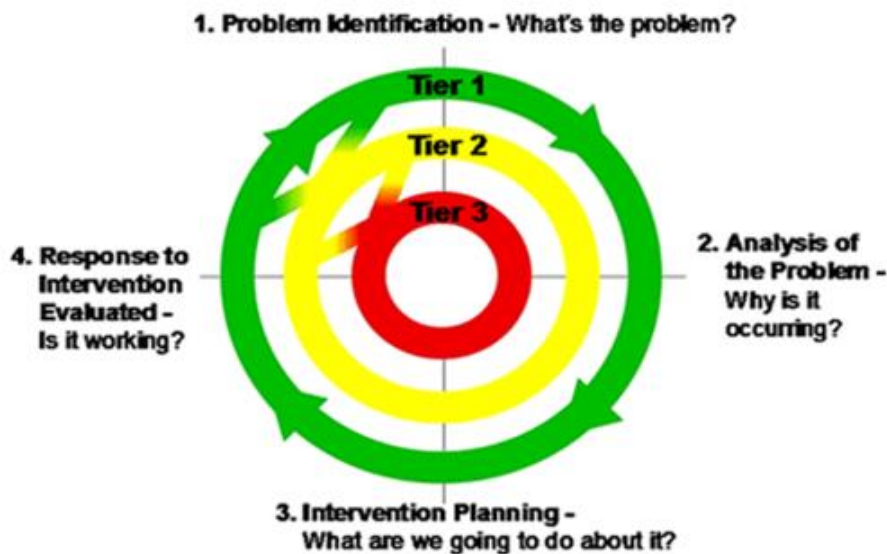 1. Problem Identification - What's the problem?
Tier 1
Tier 2
Tier 3
2. Analysis of
the Problem -
Why is it
occurring?
3. Intervention Planning -
What are we going to do about it?
4. Response to
Intervention
Evaluated -
Is it working?